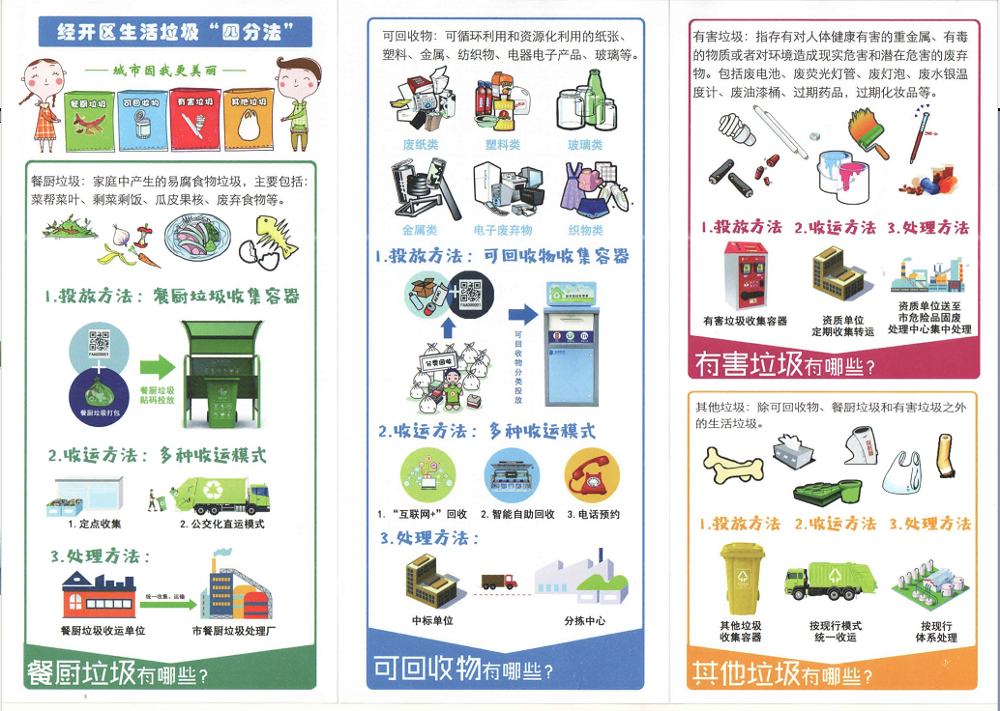 经开区生活垃圾“四分法”
城市因我更美丽
餐厨垃圾
可回收物
有害垃圾
其他垃圾
餐厨垃圾：家庭中产生的易腐食物垃圾，主要包括：
菜帮菜叶、剩菜剩饭、瓜皮果核、废弃食物等。
1.投放方法：餐厨垃圾收集容器
FAN000001
餐厨垃圾打包
餐厨垃圾
贴码投放
2.收运方法：多种收运模式
1.定点收集
2.公交化直运模式
3.处理方法：
统一收集、运输
餐厨垃圾收运单位
市餐厨垃圾处理厂
餐厨垃圾有哪些？
可回收物：可循环利用和资源化利用的纸张、
塑料、金属、纺织物、电器电子产品、玻璃等。
废纸类
塑料类
玻璃类
金属类
电子废弃物
织物类
1.投放方法：可回收物收集容器
FAN000001
分类回收
可回收物分类投放
2.收运方法：多种收运模式
1.“互联网+”回收
2.智能自助回收
3.电话预约
3.处理方法：
中标单位
分拣中心
可回收物有哪些？
有害垃圾：指存有对人体健康有害的重金属、有毒
的物质或者对环境造成现实危害和潜在危害的废弃
物。包括废电池、废荧光灯管、废灯泡、废水银温
度计、废油漆桶、过期药品，过期化妆品等。
1.投放方法
2.收运方法
3.处理方法
有害垃圾收集容器
资质单位
定期收集转运
资质单位送至
市危险品固废
处理中心集中处理
有害垃圾有哪些？
其他垃圾：除可回收物、餐厨垃圾和有害垃圾之外
的生活垃圾。
1.投放方法
2.收运方法
3.处理方法
其他垃圾
收集容器
按现行模式
统一收运
按现行
体系处理
其他垃圾有哪些？